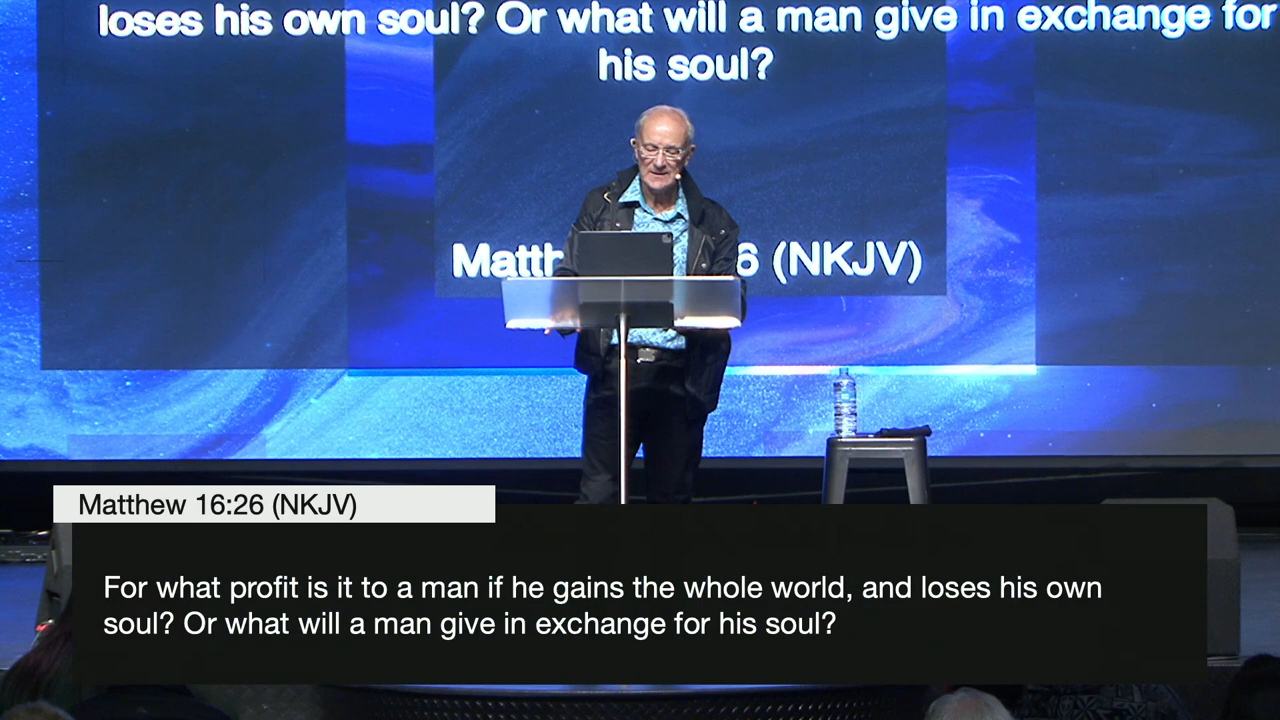 loses his own soul? Or what will a man give in exchange for
his soul?
Matth 6 (NKJV)
Matthew 16:26 (NKJV)
For what profit is it to a man if he gains the whole world, and loses his own
soul? Or what will a man give in exchange for his soul?